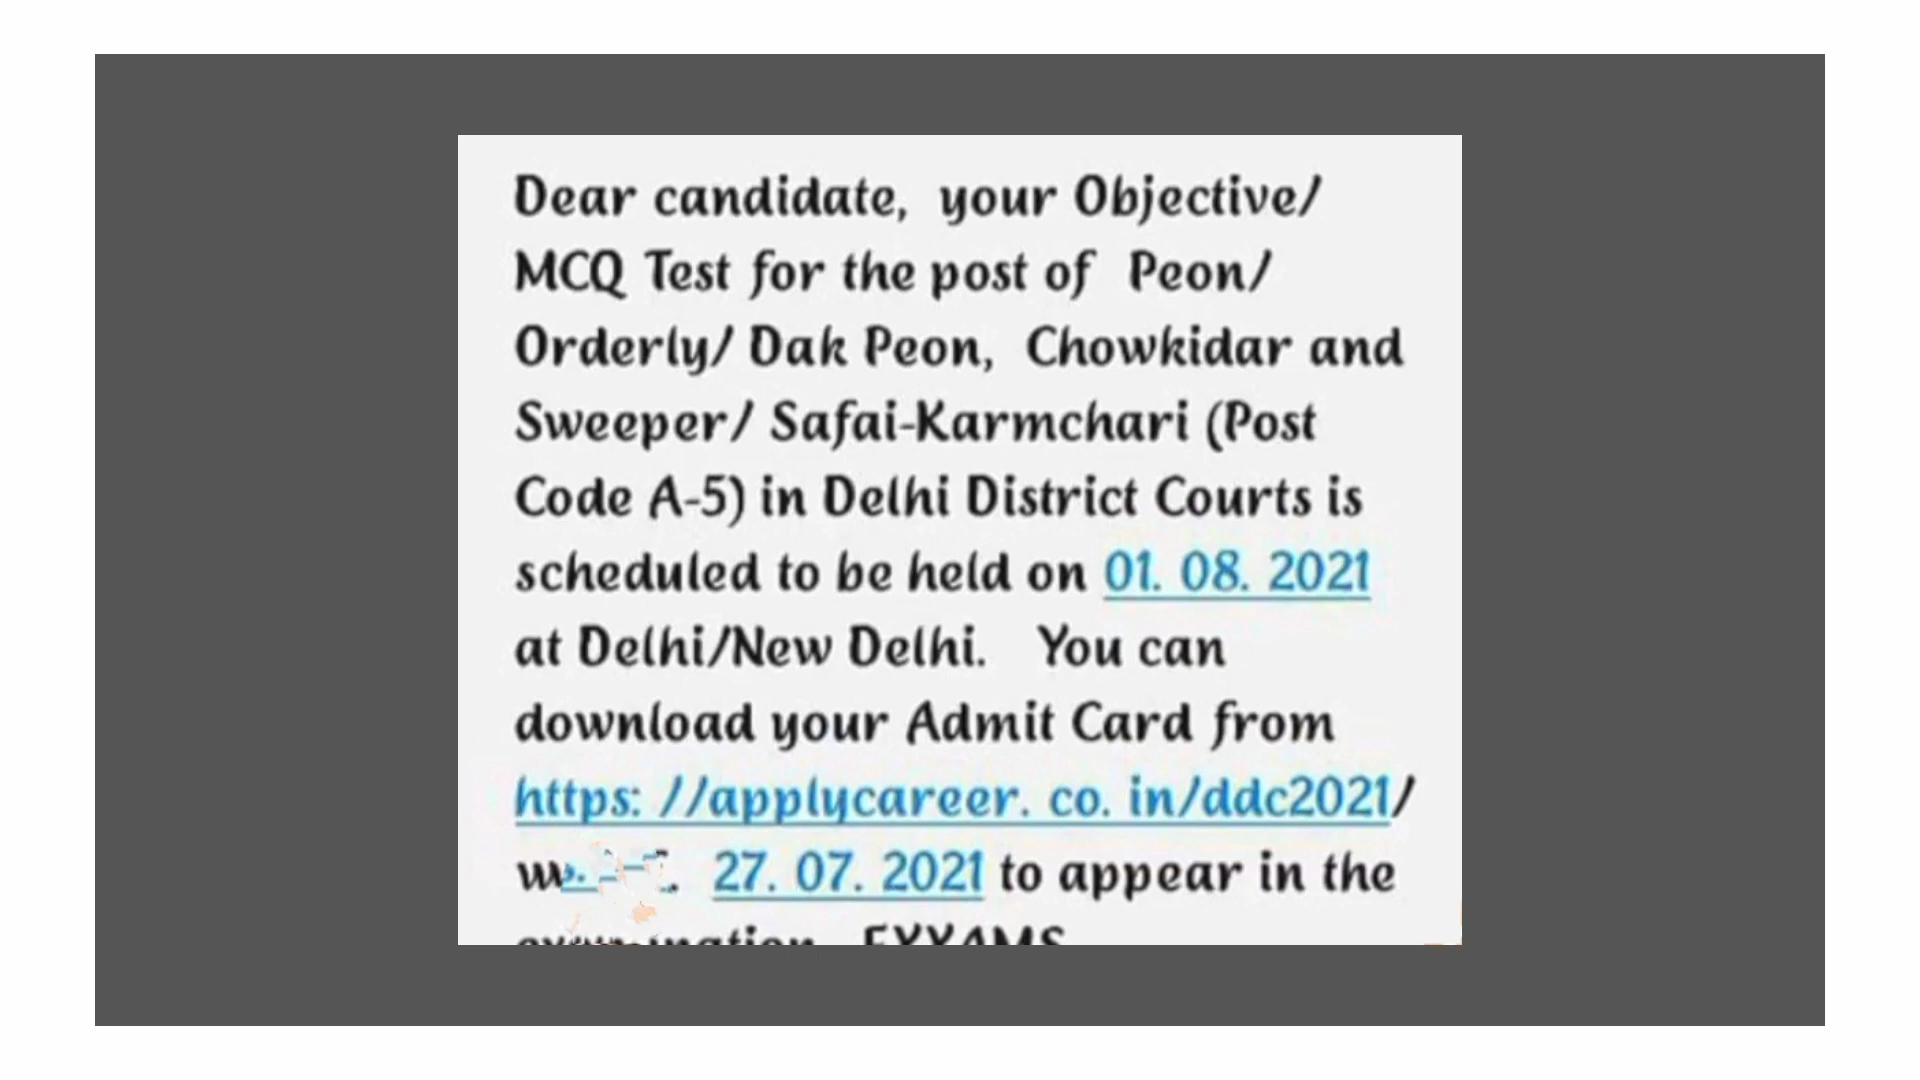 Dear candidate, your Objective/
MCQ Test for the post of Peon/
Orderly/ Dak Peon, Chowkidar and
Sweeper/ Safai-Karmchari (Post
Code A-5) in Delhi District Courts is
scheduled to be held on 01. 08. 2021
at Delhi/New Delhi. You can
download your Admit Card from
https: //applycareer. co. in/ddc2021/
27. 07. 2021 to appear in the